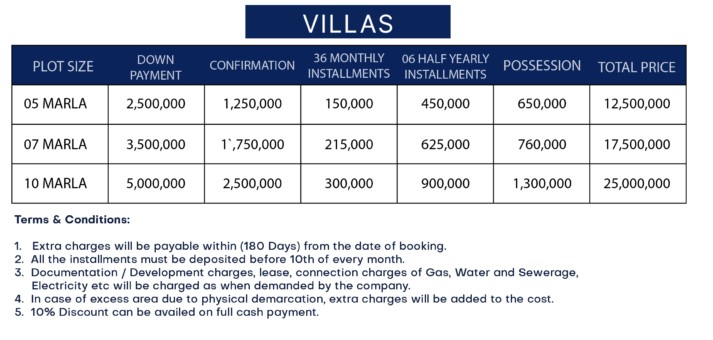 VILLAS
PLOT SIZE DOWN PAYMENT CONFIRMATION 36 MONTHLY INSTALLMENTS 06 HALF YEARLY INSTALLMENTS POSSESSION TOTAL PRICE
05 MARLA 2,500,000 1,250,000 150,000 450,000 650,000 12,500,000
07 MARLA 3,500,000 1`,750,000 215,000 625,000 760,000 17,500,000
10 MARLA 5,000,000 2,500,000 300,000 900,000 1,300,000 25,000,000
Terms & Conditions:
1. Extra charges will be payable within (180 Days) from the date of booking.
2. All the installments must be deposited before 10th of every month.
3. Documentation / Development charges, lease, connection charges of Gas, Water and Sewerage,
Electricity etc will be charged as when demanded by the company.
4. In case of excess area due to physical demarcation, extra charges will be added to the cost.
5. 10% Discount can be availed on full cash payment.